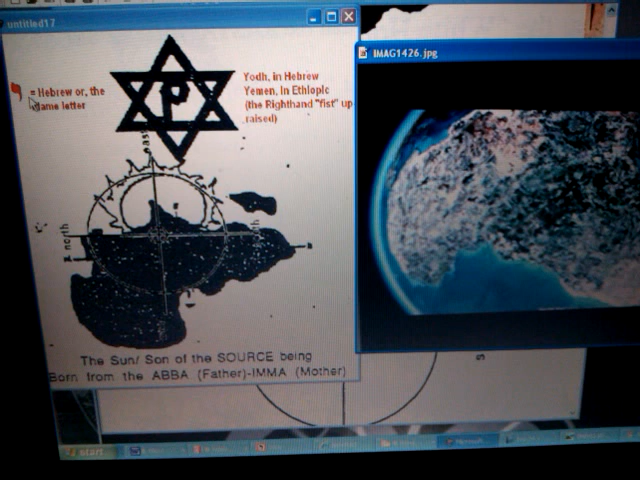 untitled17
IMAG1426.jpg
= Hebrew or, the
same letter
Yodh, in Hebrew
Yemen, in Ethiopic
(the Righthand "fist" up
raised)
east
north
The Sun/ Son of the SOURCE being
Born from the ABBA (Father)-IMMA (Mother)
start
Microsoft